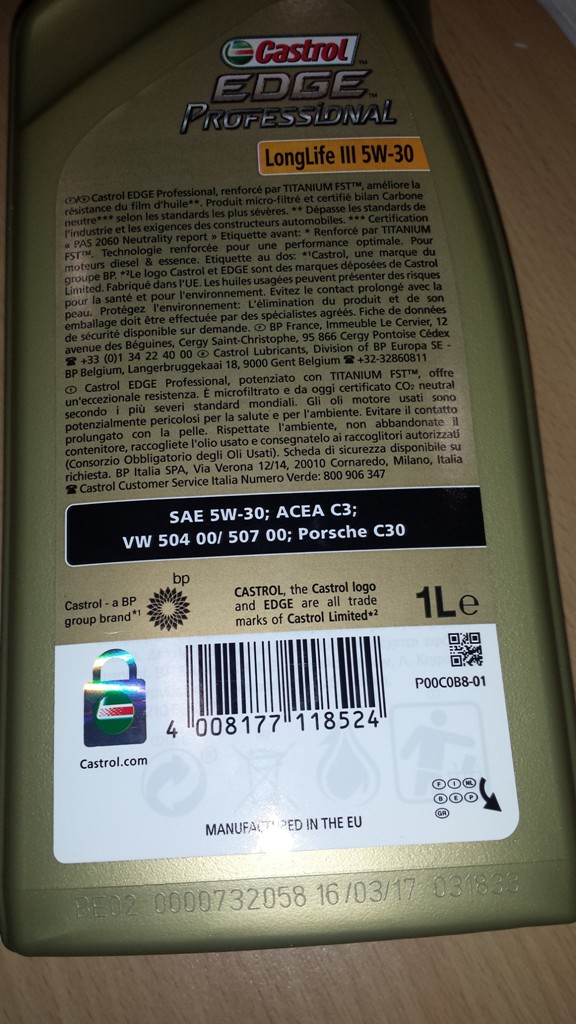 Castrol™
EDGE™
PROFESSIONAL
LongLife III 5W-30
Ⓕ/Ⓑ Castrol EDGE Professional, renforcé par TITANIUM FST™, améliore la
résistance du film d'huile**. Produit micro-filtré et certifié bilan Carbone
neutre*** selon les standards les plus sévères. ** Dépasse les standards de
l'industrie et les exigences des constructeurs automobiles. *** Certification
« PAS 2060 Neutrality report » Etiquette avant: * Renforcé par TITANIUM
FST™. Technologie renforcée pour une performance optimale. Pour
moteurs diesel & essence. Etiquette au dos: *¹Castrol, une marque du
groupe BP. *²Le logo Castrol et EDGE sont des marques déposées de Castrol
Limited. Fabriqué dans l'UE. Les huiles usagées peuvent présenter des risques
pour la santé et pour l'environnement. Evitez le contact prolongé avec la
peau. Protégez l'environnement: L'élimination du produit et de son
emballage doit être effectuée par des spécialistes agréés. Fiche de données
de sécurité disponible sur demande. Ⓕ BP France, Immeuble Le Cervier, 12
avenue des Béguines, Cergy Saint-Christophe, 95 866 Cergy Pontoise Cédex
☎ +33 (0)1 34 22 40 00 Ⓑ Castrol Lubricants, Division of BP Europa SE -
BP Belgium, Langerbruggekaai 18, 9000 Gent Belgium ☎ +32-32860811
Ⓘ Castrol EDGE Professional, potenziato con TITANIUM FST™, offre
un'eccezionale resistenza. È microfiltrato e da oggi certificato CO₂ neutral
secondo i più severi standard mondiali. Gli oli motore usati sono
potenzialmente pericolosi per la salute e per l'ambiente. Evitare il contatto
prolungato con la pelle. Rispettate l'ambiente, non abbandonate il
contenitore, raccogliete l'olio usato e consegnatelo ai raccoglitori autorizzati
(Consorzio Obbligatorio degli Oli Usati). Scheda di sicurezza disponibile su
richiesta. BP Italia SPA, Via Verona 12/14, 20010 Cornaredo, Milano, Italia
☎ Castrol Customer Service Italia Numero Verde: 800 906 347
SAE 5W-30; ACEA C3;
VW 504 00/ 507 00; Porsche C30
bp
Castrol - a BP
group brand*¹
CASTROL, the Castrol logo
and EDGE are all trade
marks of Castrol Limited*²
1L e
P00C0B8-01
4 008177 118524
Castrol.com
F I NL
B E P
GR
MANUFACTURED IN THE EU
BE02 0000732058 16/03/17